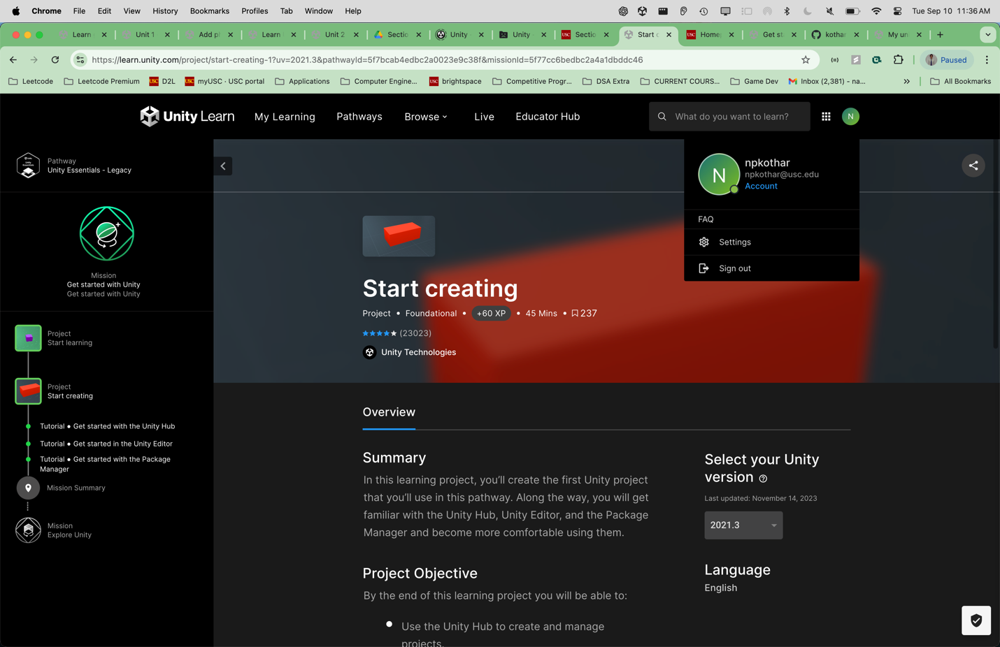 Chrome File Edit View History Bookmarks Profiles Tab Window Help Tue Sep 10 11:36 AM
Learn Unit 1 Add pl Learn Unit 2 Sectio Unity - Unity - Sectio Start c Home Get st kothar My uni
https://learn.unity.com/project/start-creating-1?uv=2021.3&pathwayId=5f7bcab4edbc2a0023e9c38f&missionId=5f77cc6bedbc2a4a1dbddc46 Paused
Leetcode Leetcode Premium USC D2L USC myUSC · USC portal Applications Computer Engine... USC brightspace Competitive Progr... DSA Extra CURRENT COURS... Game Dev Inbox (2,381) - na... » All Bookmarks
Unity Learn My Learning Pathways Browse Live Educator Hub What do you want to learn? N
Pathway
Unity Essentials - Legacy
Mission
Get started with Unity
Get started with Unity
Project
Start learning
Project
Start creating
Tutorial ● Get started with the Unity Hub
Tutorial ● Get started in the Unity Editor
Tutorial ● Get started with the Package
Manager
Mission Summary
Mission
Explore Unity
N
npkothar
npkothar@usc.edu
Account
FAQ
Settings
Sign out
Start creating
Project • Foundational • +60 XP • 45 Mins • 237
(23023)
Unity Technologies
Overview
Summary
In this learning project, you’ll create the first Unity project
that you’ll use in this pathway. Along the way, you will get
familiar with the Unity Hub, Unity Editor, and the Package
Manager and become more comfortable using them.
Project Objective
By the end of this learning project you will be able to:
● Use the Unity Hub to create and manage
projects.
Select your Unity
version
Last updated: November 14, 2023
2021.3
Language
English